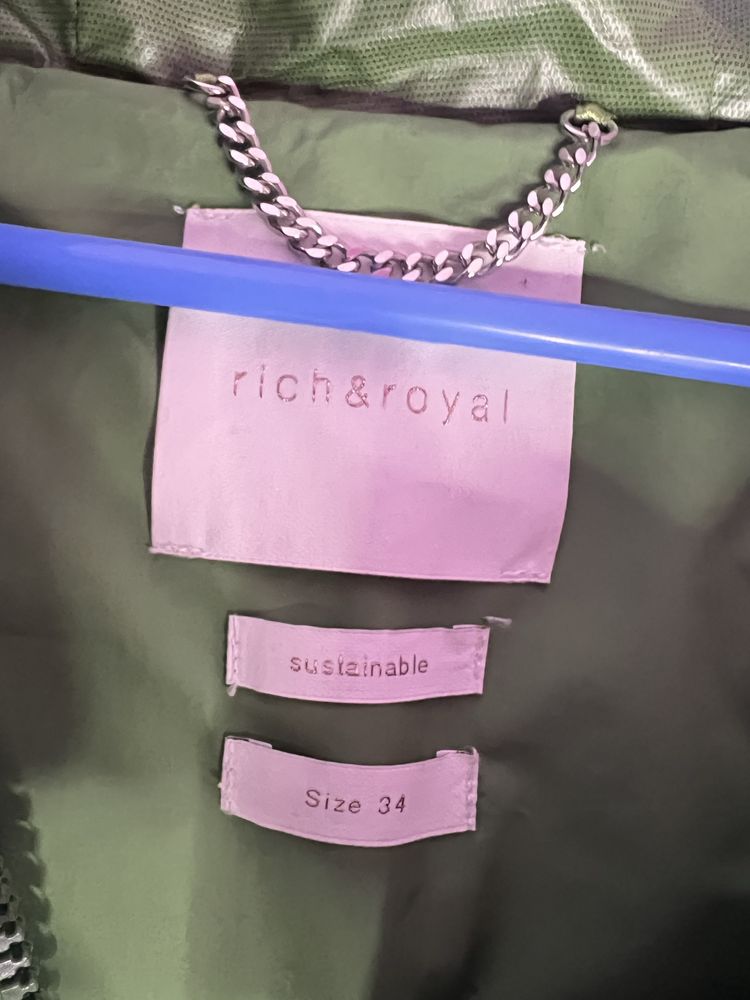 rich&royal
sustainable
Size 34